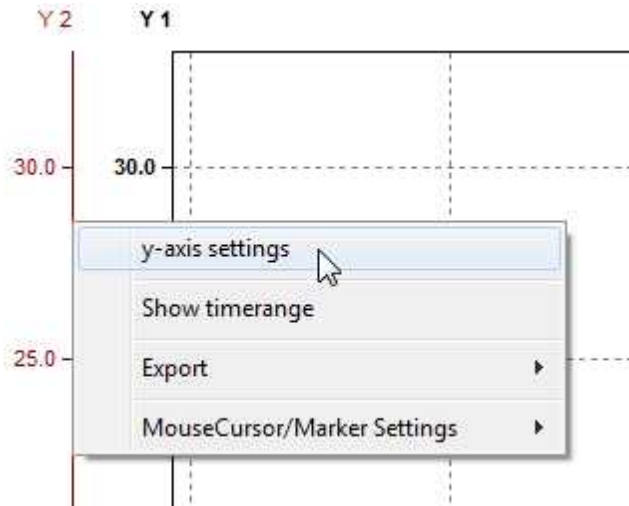 Y 2 Y 1
30.0 30.0
y-axis settings
Show timerange
25.0 Export
MouseCursor/Marker Settings